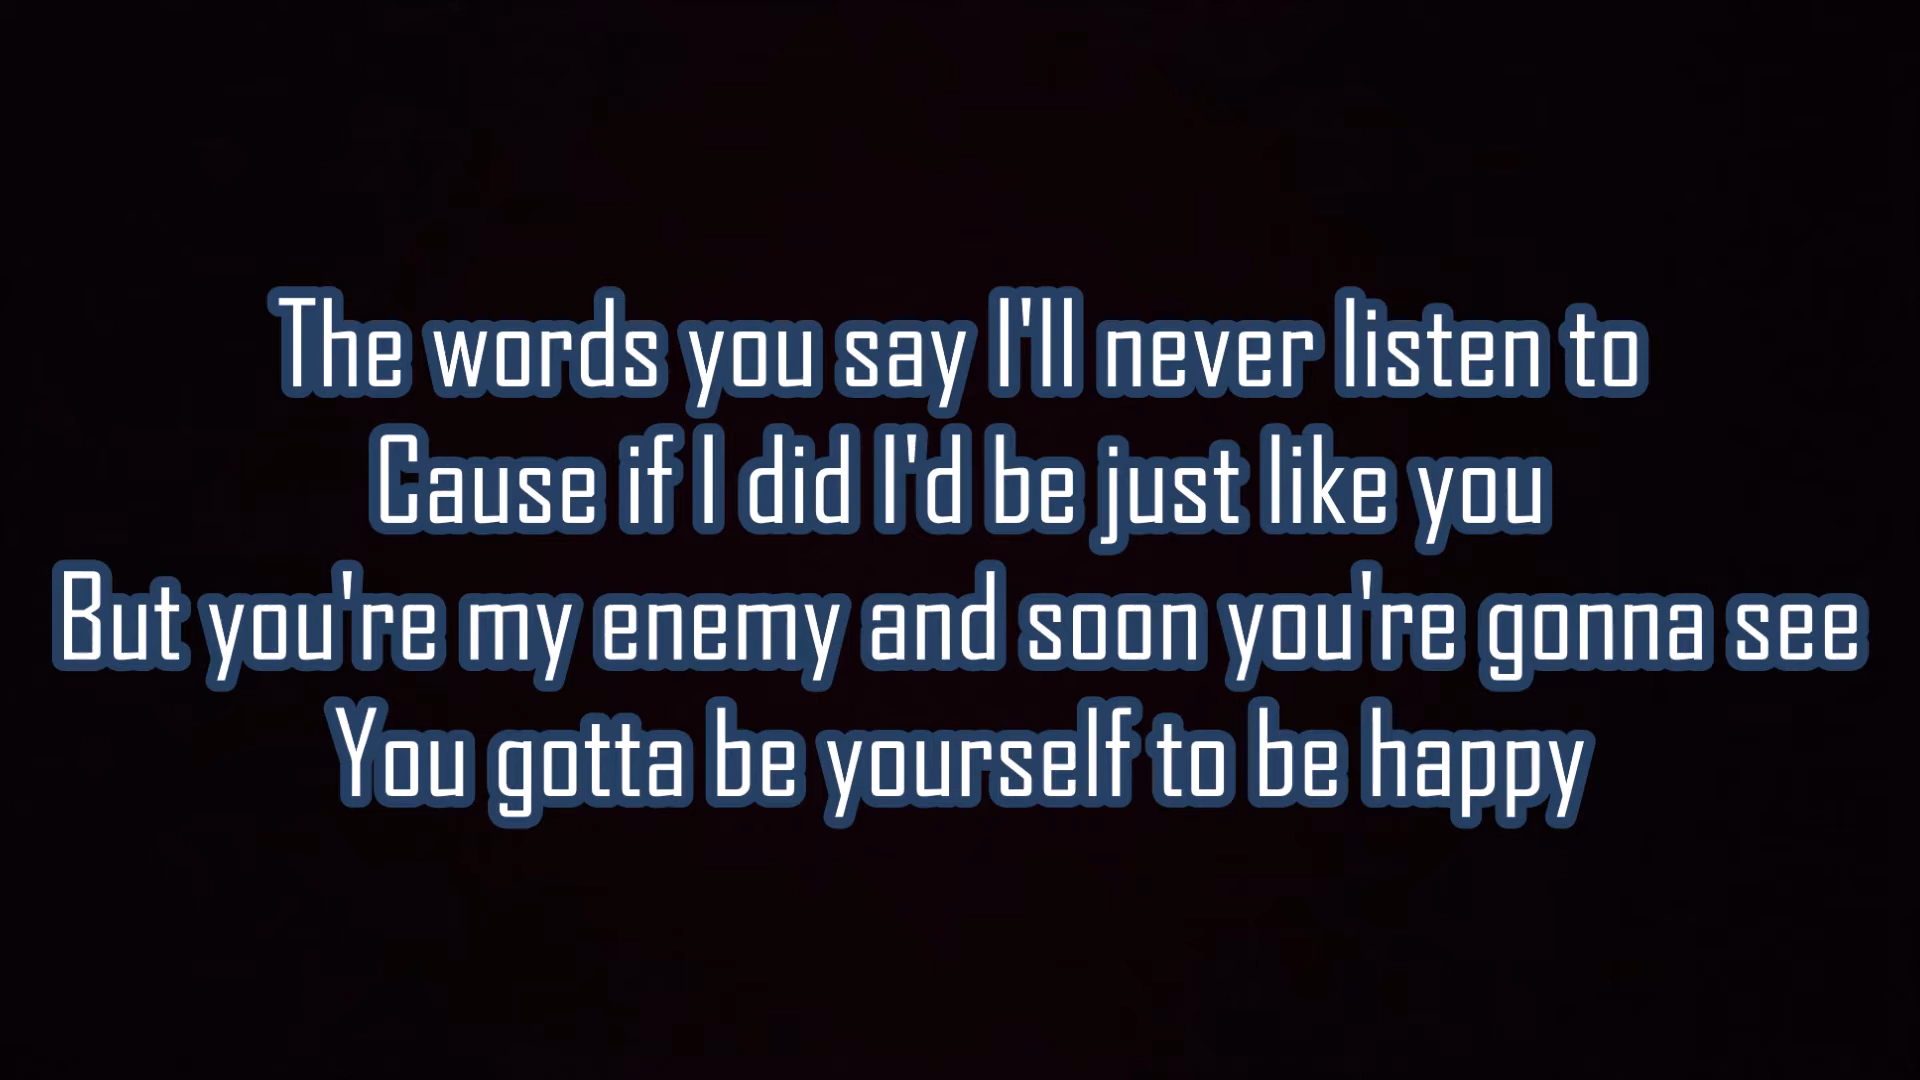 The words you say I'll never listen to
Cause if I did I'd be just like you
But you're my enemy and soon you're gonna see
You gotta be yourself to be happy